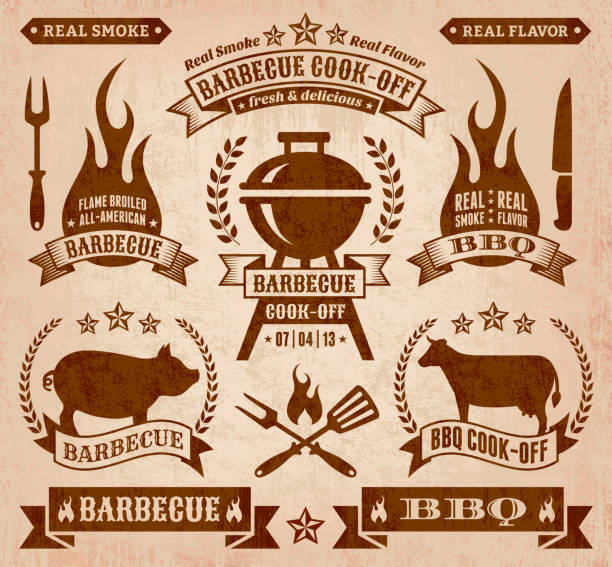 REAL SMOKE
Real Smoke Real Flavor
REAL FLAVOR
BARBECUE COOK-OFF
fresh & delicious
FLAME BROILED
ALL-AMERICAN
BARBECUE
REAL REAL
SMOKE FLAVOR
BBQ
BARBECUE
COOK-OFF
07|04|13
BARBECUE
BBQ COOK-OFF
BARBECUE
BBQ